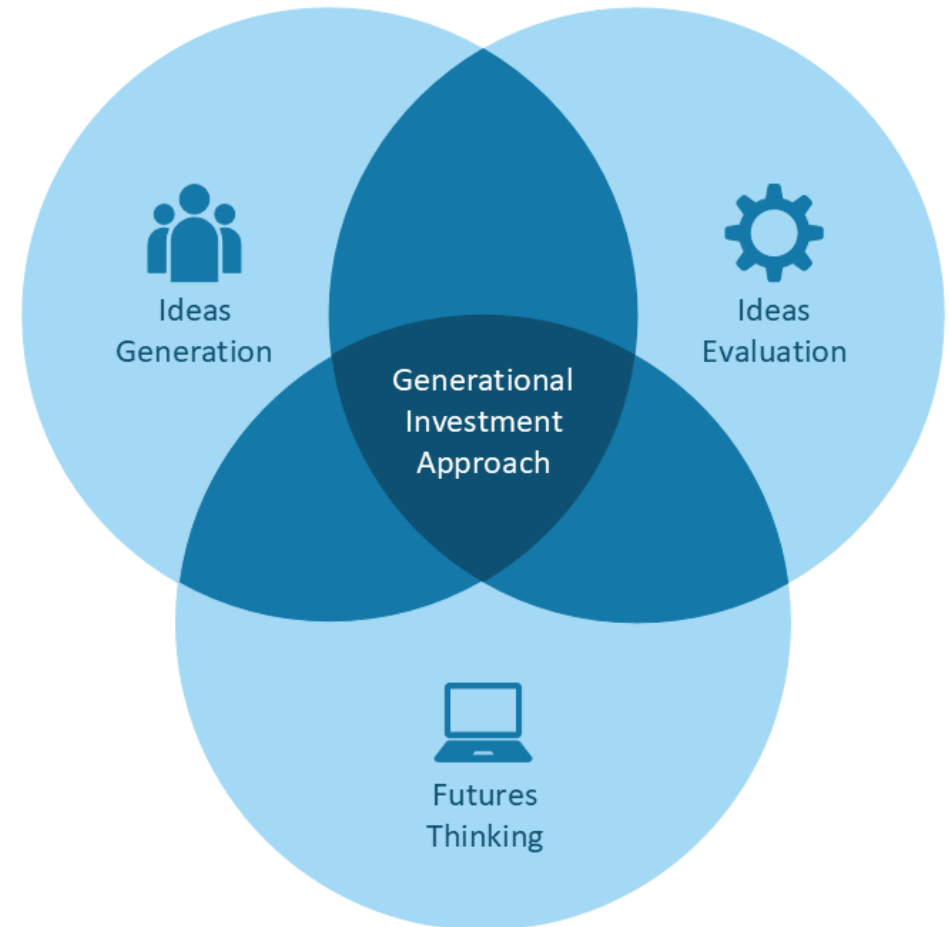 Ideas
Generation
Ideas
Evaluation
Generational
Investment
Approach
Futures
Thinking